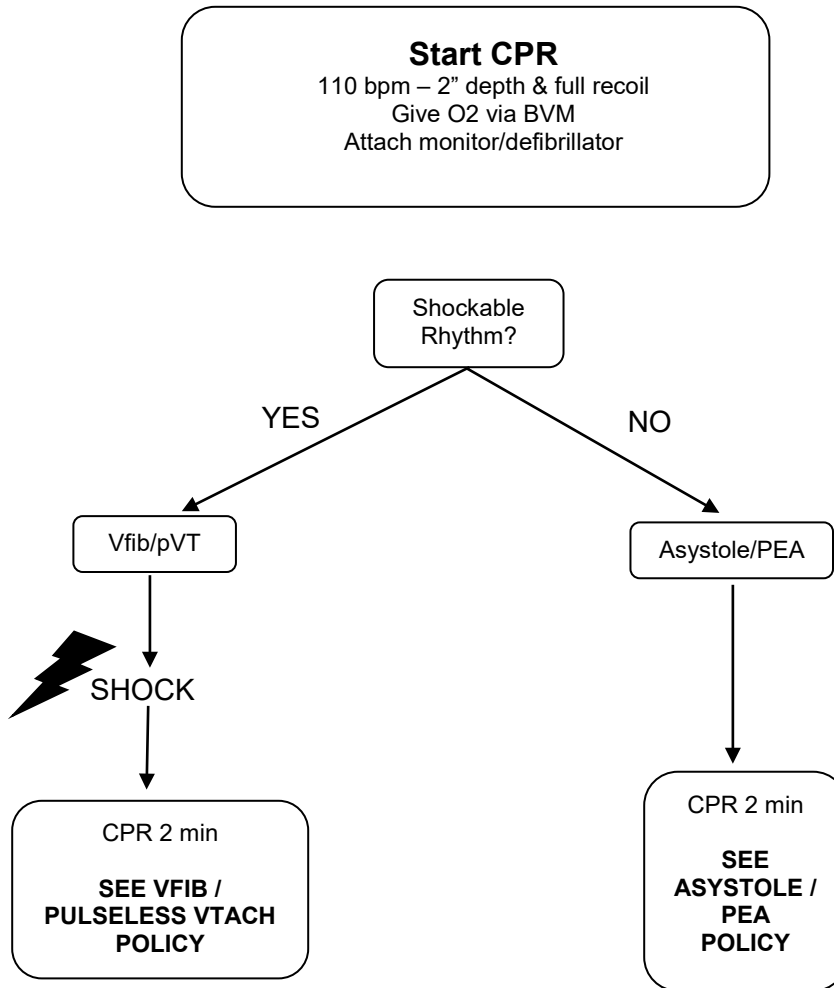 Start CPR
110 bpm – 2” depth & full recoil
Give O2 via BVM
Attach monitor/defibrillator
Shockable
Rhythm?
YES
NO
Vfib/pVT
Asystole/PEA
SHOCK
CPR 2 min
SEE VFIB /
PULSELESS VTACH
POLICY
CPR 2 min
SEE
ASYSTOLE /
PEA
POLICY